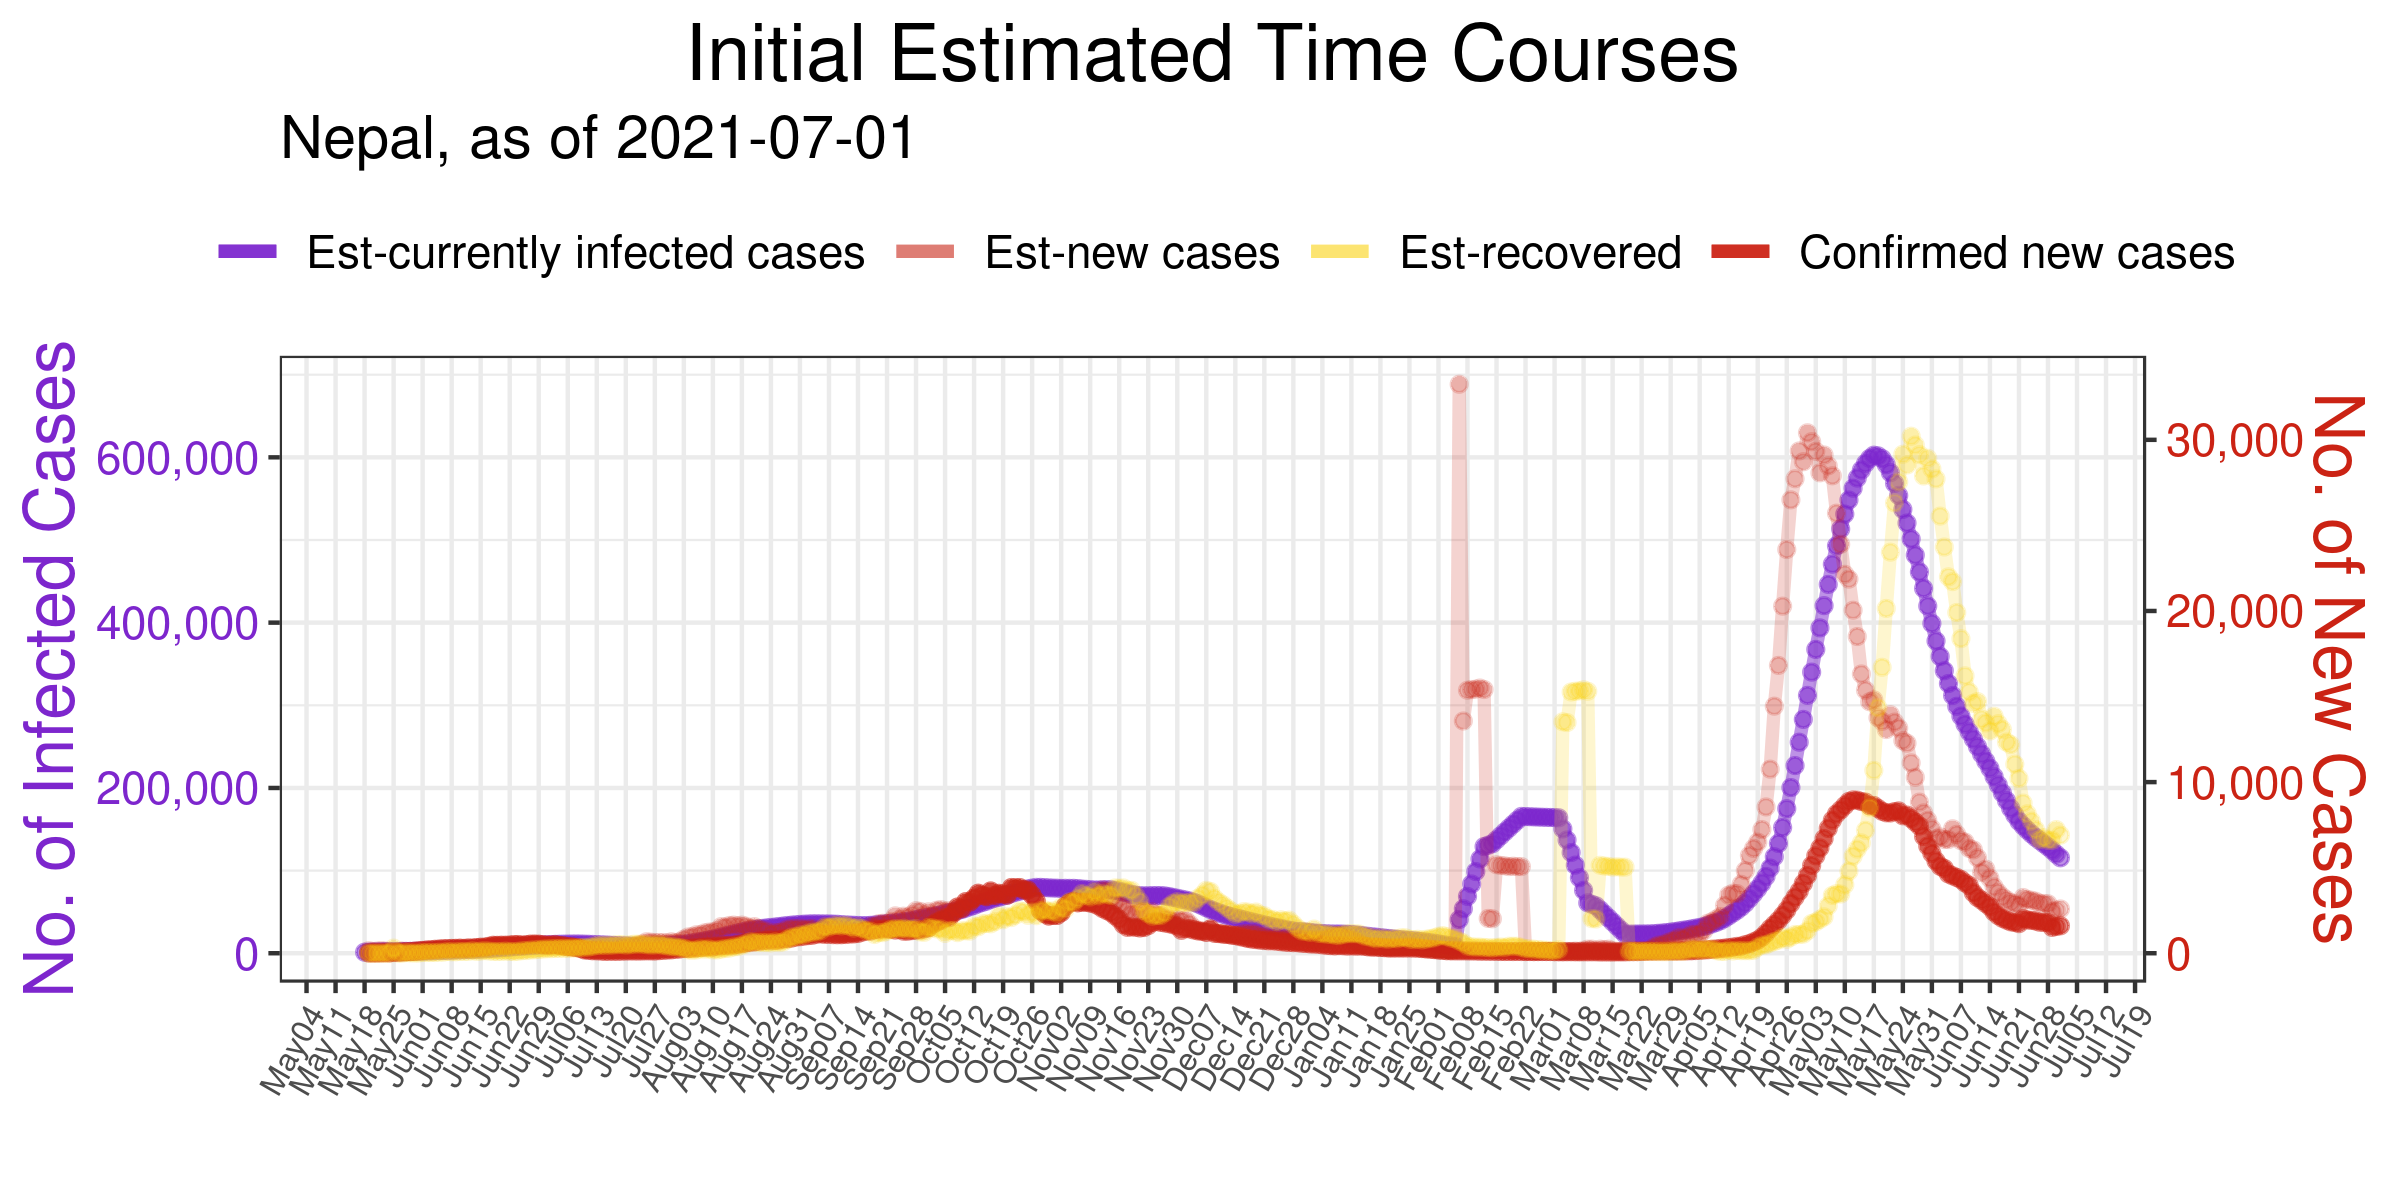 Initial Estimated Time Courses
Nepal, as of 2021-07-01
Est-currently infected cases
Est-new cases
Est-recovered
Confirmed new cases
No. of Infected Cases
600,000
400,000
200,000
0
30,000
20,000
10,000
0
No. of New Cases
May04
May11
May18
May25
Jun01
Jun08
Jun15
Jun22
Jun29
Jul06
Jul13
Jul20
Jul27
Aug03
Aug10
Aug17
Aug24
Aug31
Sep07
Sep14
Sep21
Sep28
Oct05
Oct12
Oct19
Oct26
Nov02
Nov09
Nov16
Nov23
Nov30
Dec07
Dec14
Dec21
Dec28
Jan04
Jan11
Jan18
Jan25
Feb01
Feb08
Feb15
Feb22
Mar01
Mar08
Mar15
Mar22
Mar29
Apr05
Apr12
Apr19
Apr26
May03
May10
May17
May24
May31
Jun07
Jun14
Jun21
Jun28
Jul05
Jul12
Jul19